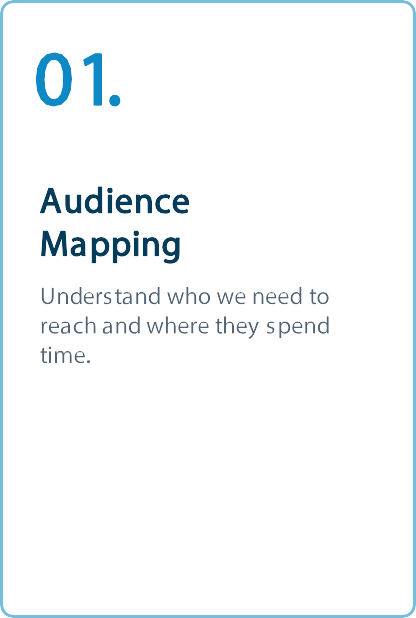 01.
Audience
Mapping
Understand who we need to
reach and where they spend
time.